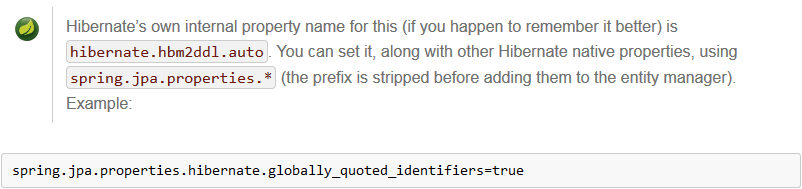 Hibernate’s own internal property name for this (if you happen to remember it better) is
hibernate.hbm2ddl.auto. You can set it, along with other Hibernate native properties, using
spring.jpa.properties.* (the prefix is stripped before adding them to the entity manager).
Example:
spring.jpa.properties.hibernate.globally_quoted_identifiers=true